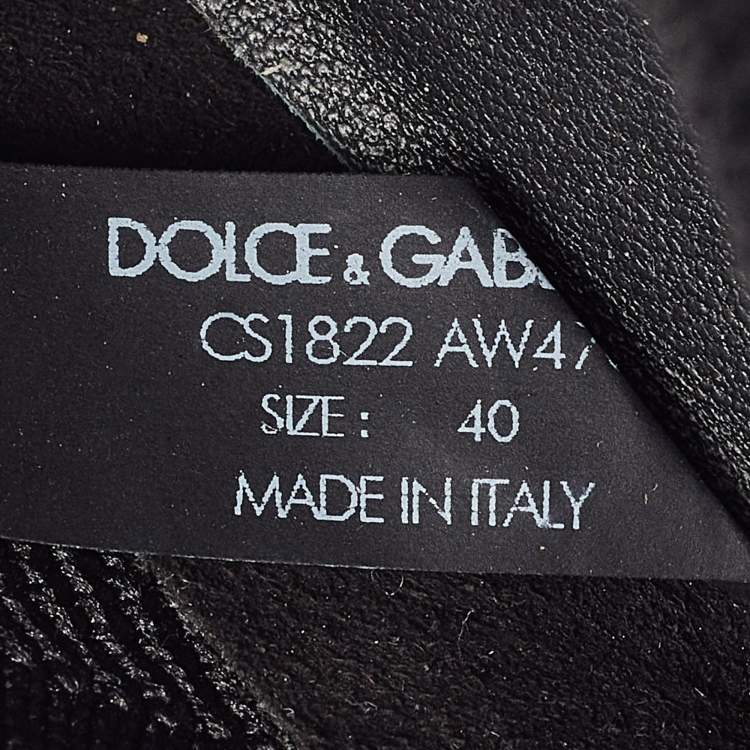 DOLCE & GAB
CS1822 AW47
SIZE: 40
MADE IN ITALY